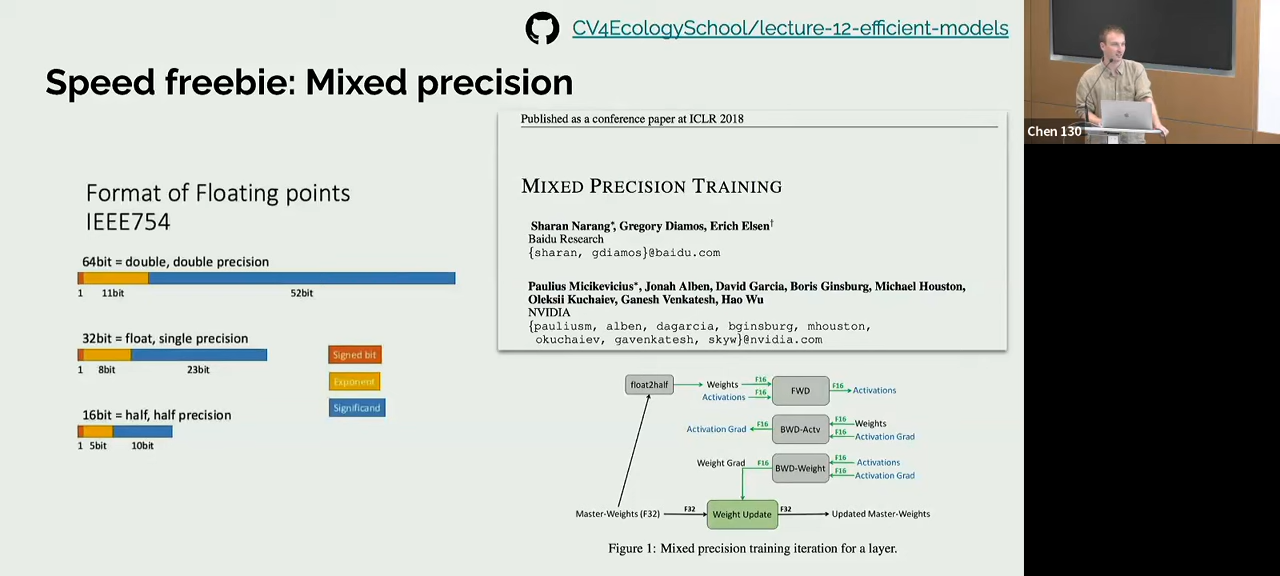 CV4EcologySchool/lecture-12-efficient-models
Speed freebie: Mixed precision
Format of Floating points
IEEE754
64bit = double, double precision
1 11bit 52bit
32bit = float, single precision
1 8bit 23bit
16bit = half, half precision
1 5bit 10bit
Signed bit
Exponent
Significand
Published as a conference paper at ICLR 2018
MIXED PRECISION TRAINING
Sharan Narang*, Gregory Diamos, Erich Elsen†
Baidu Research
{sharan, gdiamos}@baidu.com
Paulius Micikevicius*, Jonah Alben, David Garcia, Boris Ginsburg, Michael Houston,
Oleksii Kuchaiev, Ganesh Venkatesh, Hao Wu
NVIDIA
{pauliusm, alben, dagarcia, bginsburg, mhouston,
okuchaiev, gavenkatesh, skyw}@nvidia.com
float2half Weights F16 FWD F16 Activations
Activations F16
Activation Grad F16 BWD-Actv F16 Weights
F16 Activation Grad
Weight Grad F16 BWD-Weight F16 Activations
F16 Activation Grad
Master-Weights (F32) F32 Weight Update F32 Updated Master-Weights
Figure 1: Mixed precision training iteration for a layer.
Chen 130